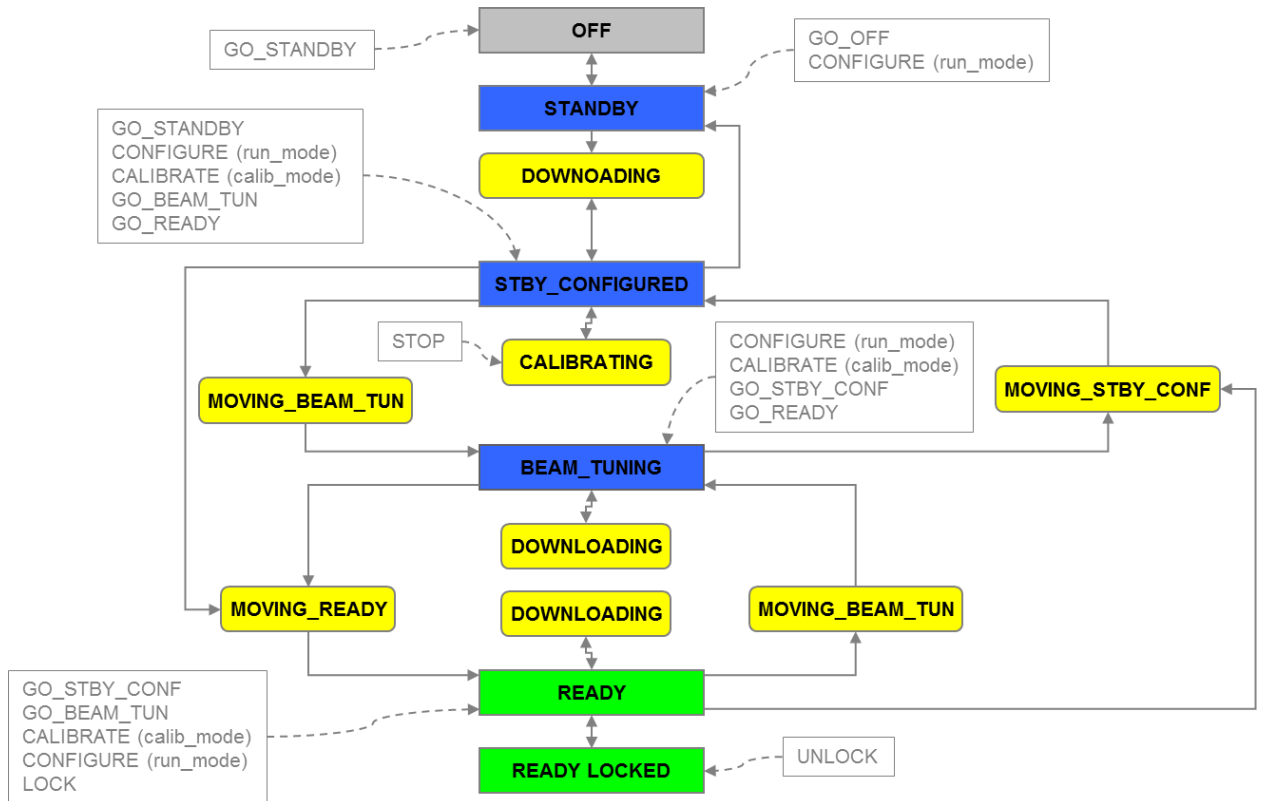 OFF
GO_STANDBY
GO_OFF
CONFIGURE (run_mode)
STANDBY
GO_STANDBY
CONFIGURE (run_mode)
CALIBRATE (calib_mode)
GO_BEAM_TUN
GO_READY
DOWNOADING
STBY_CONFIGURED
STOP
CALIBRATING
CONFIGURE (run_mode)
CALIBRATE (calib_mode)
GO_STBY_CONF
GO_READY
MOVING_BEAM_TUN
MOVING_STBY_CONF
BEAM_TUNING
DOWNLOADING
MOVING_READY
DOWNLOADING
MOVING_BEAM_TUN
READY
GO_STBY_CONF
GO_BEAM_TUN
CALIBRATE (calib_mode)
CONFIGURE (run_mode)
LOCK
READY LOCKED
UNLOCK